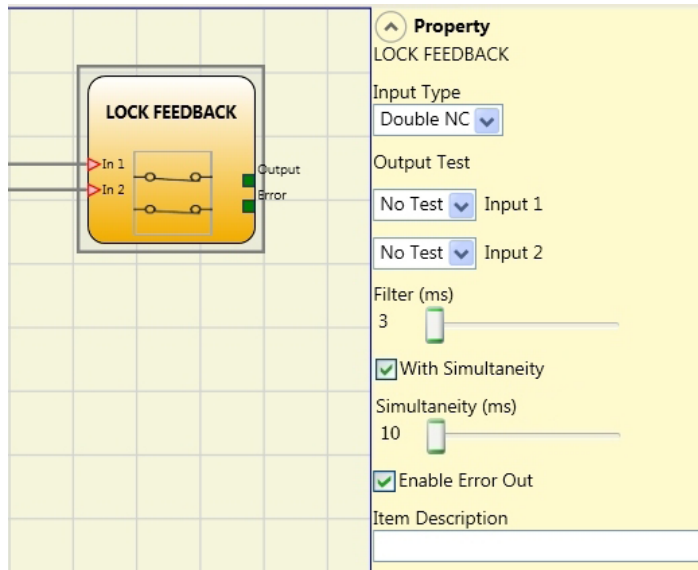 LOCK FEEDBACK
In 1
In 2
Output
Error
Property
LOCK FEEDBACK
Input Type
Double NC
Output Test
No Test Input 1
No Test Input 2
Filter (ms)
3
With Simultaneity
Simultaneity (ms)
10
Enable Error Out
Item Description